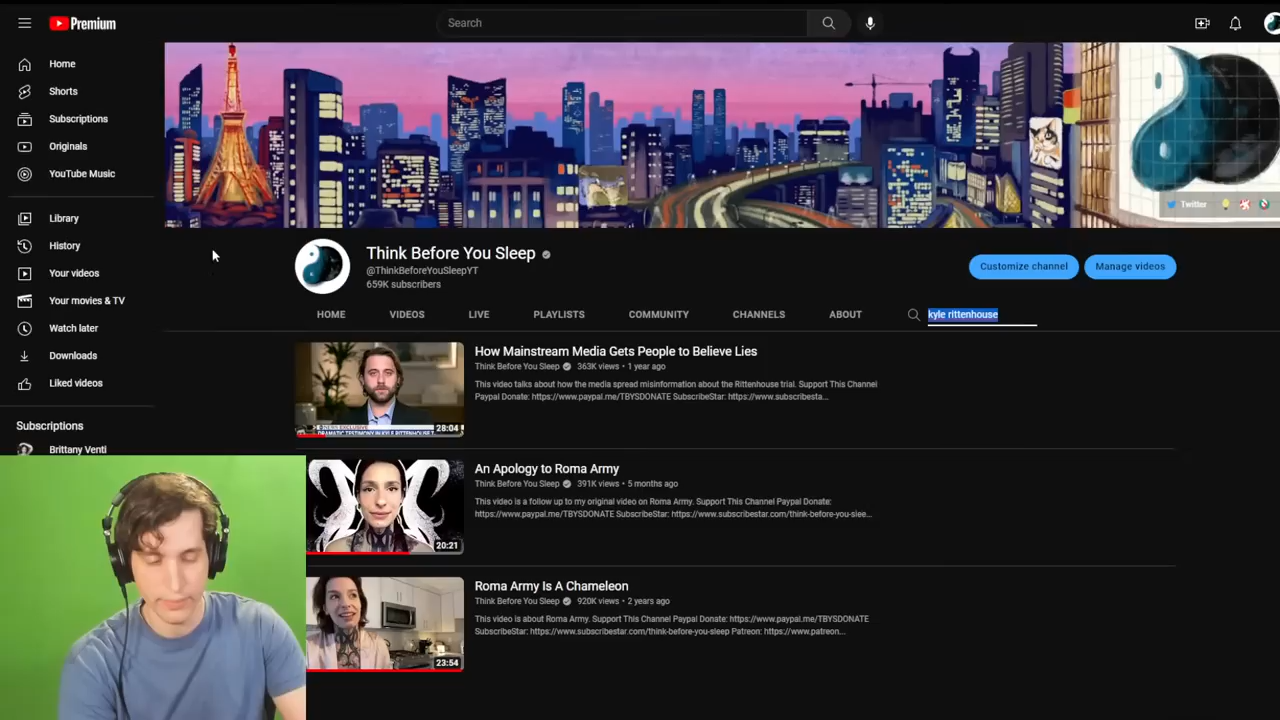 Premium
Search
Home
Shorts
Subscriptions
Originals
YouTube Music
Library
History
Your videos
Your movies & TV
Watch later
Downloads
Liked videos
Subscriptions
Brittany Venti
Twitter
Think Before You Sleep
@ThinkBeforeYouSleepYT
659K subscribers
Customize channel
Manage videos
HOME VIDEOS LIVE PLAYLISTS COMMUNITY CHANNELS ABOUT kyle rittenhouse
28:04
How Mainstream Media Gets People to Believe Lies
Think Before You Sleep 363K views • 1 year ago
This video talks about how the media spread misinformation about the Rittenhouse trial. Support This Channel
Paypal Donate: https://www.paypal.me/TBYSDONATE SubscribeStar: https://www.subscribesta...
20:21
An Apology to Roma Army
Think Before You Sleep 391K views • 5 months ago
This video is a follow up to my original video on Roma Army. Support This Channel Paypal Donate:
https://www.paypal.me/TBYSDONATE SubscribeStar: https://www.subscribestar.com/think-before-you-slee...
23:54
Roma Army Is A Chameleon
Think Before You Sleep 920K views • 2 years ago
This video is about Roma Army. Support This Channel Paypal Donate: https://www.paypal.me/TBYSDONATE
SubscribeStar: https://www.subscribestar.com/think-before-you-sleep Patreon: https://www.patreon...